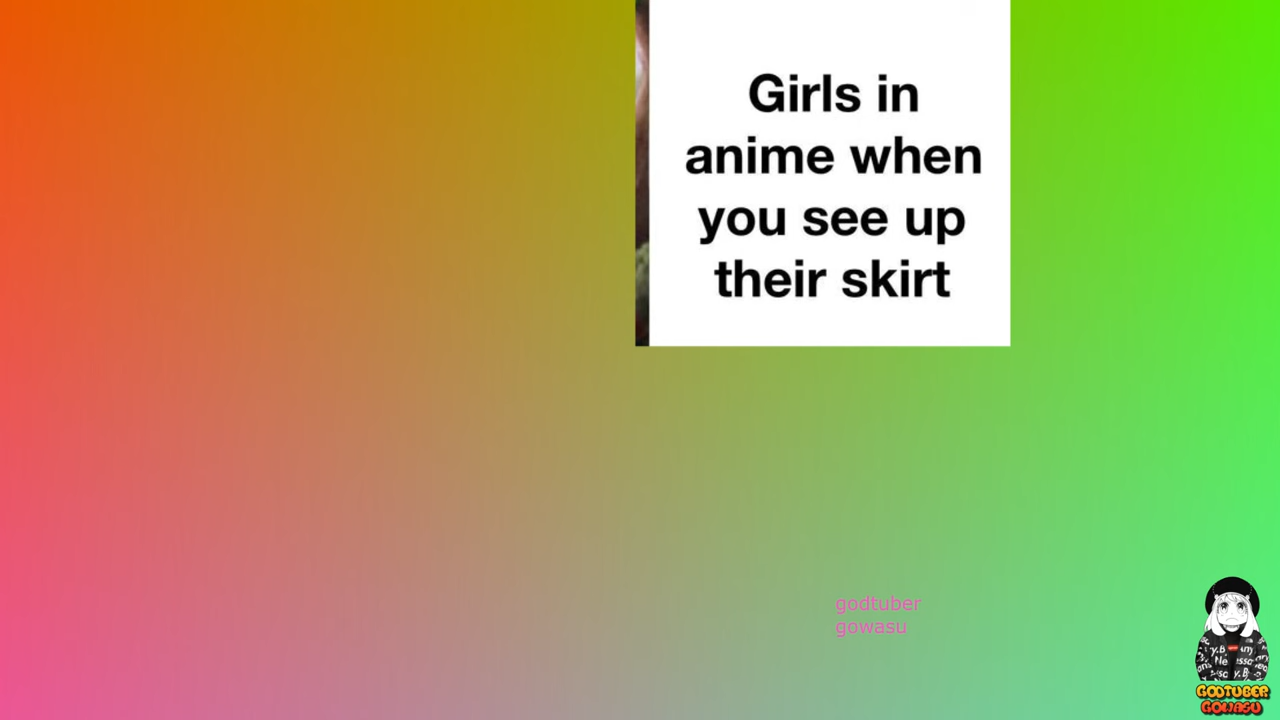 Girls in
anime when
you see up
their skirt
godtuber
gowasu
GODTUBER
GOWASU